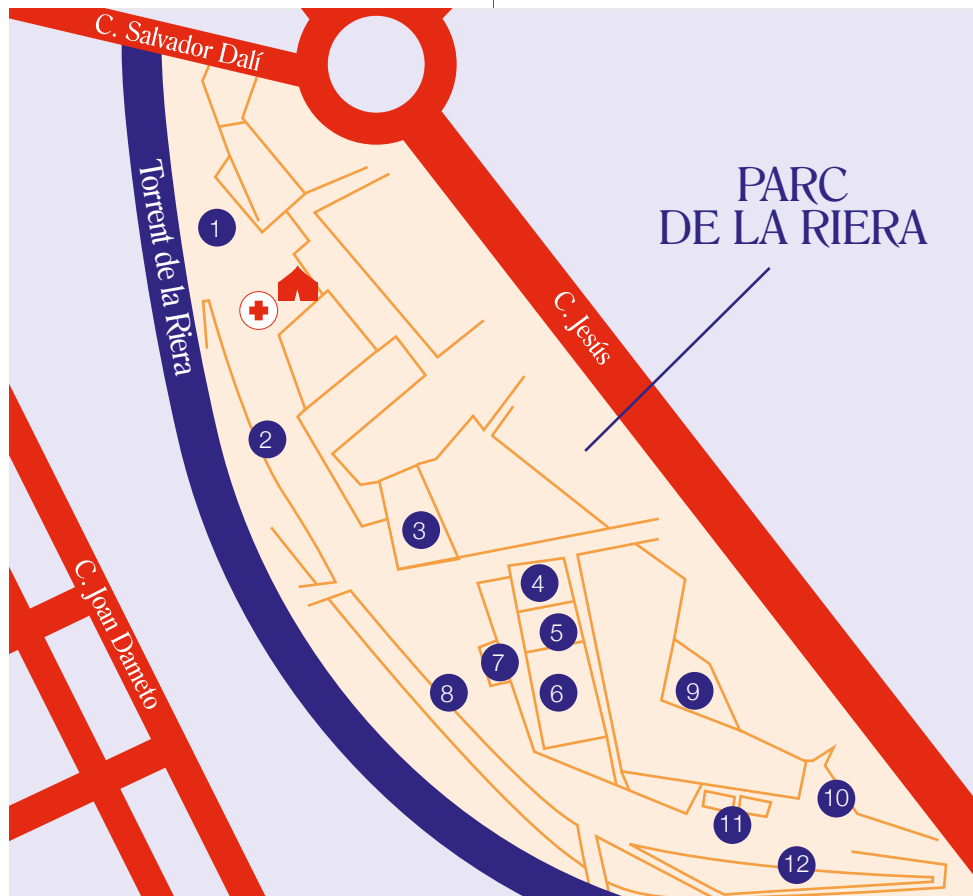 C. Salvador Dalí
Torrent de la Riera
PARC
DE LA RIERA
C. Jesús
C. Joan Dameto
1
2
3
4
5
6
7
8
9
10
11
12